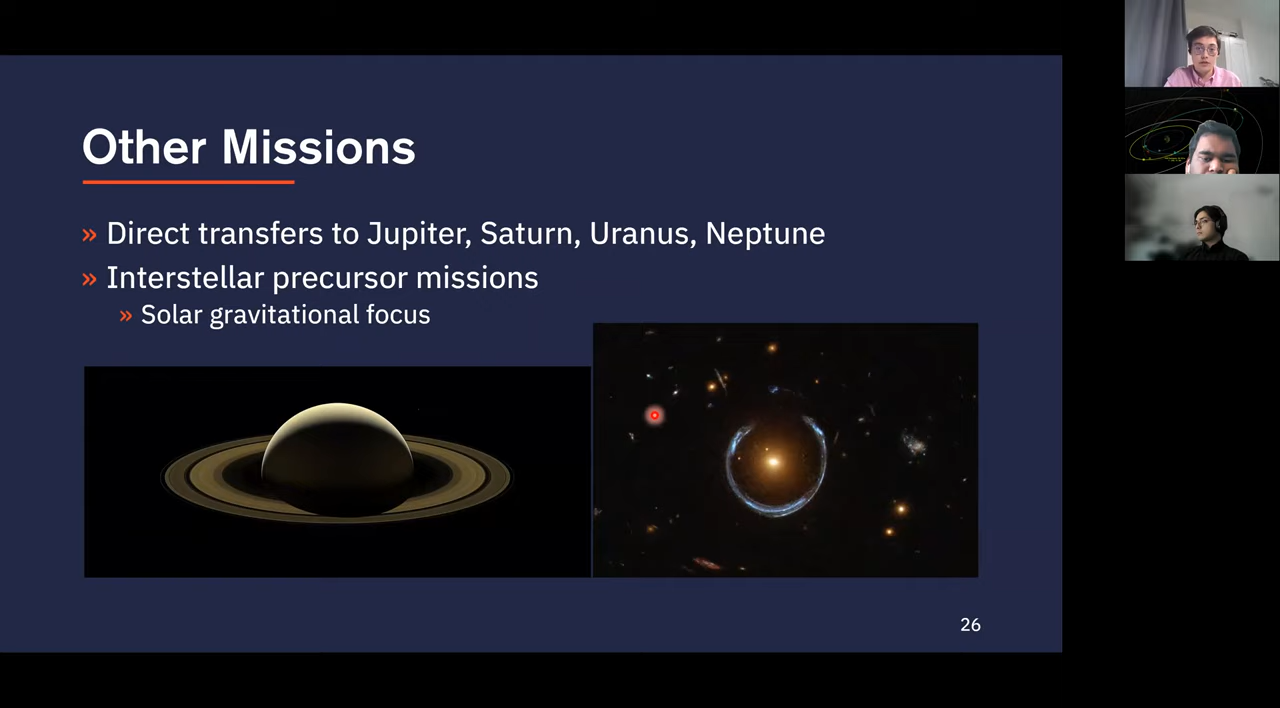 Other Missions
» Direct transfers to Jupiter, Saturn, Uranus, Neptune
» Interstellar precursor missions
» Solar gravitational focus
26